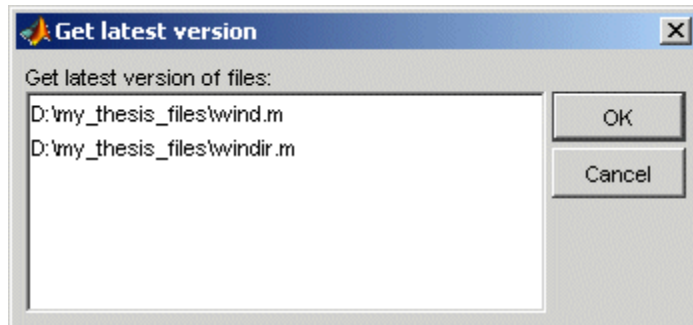 Get latest version
Get latest version of files:
D:\my_thesis_files\wind.m
D:\my_thesis_files\windir.m
OK
Cancel